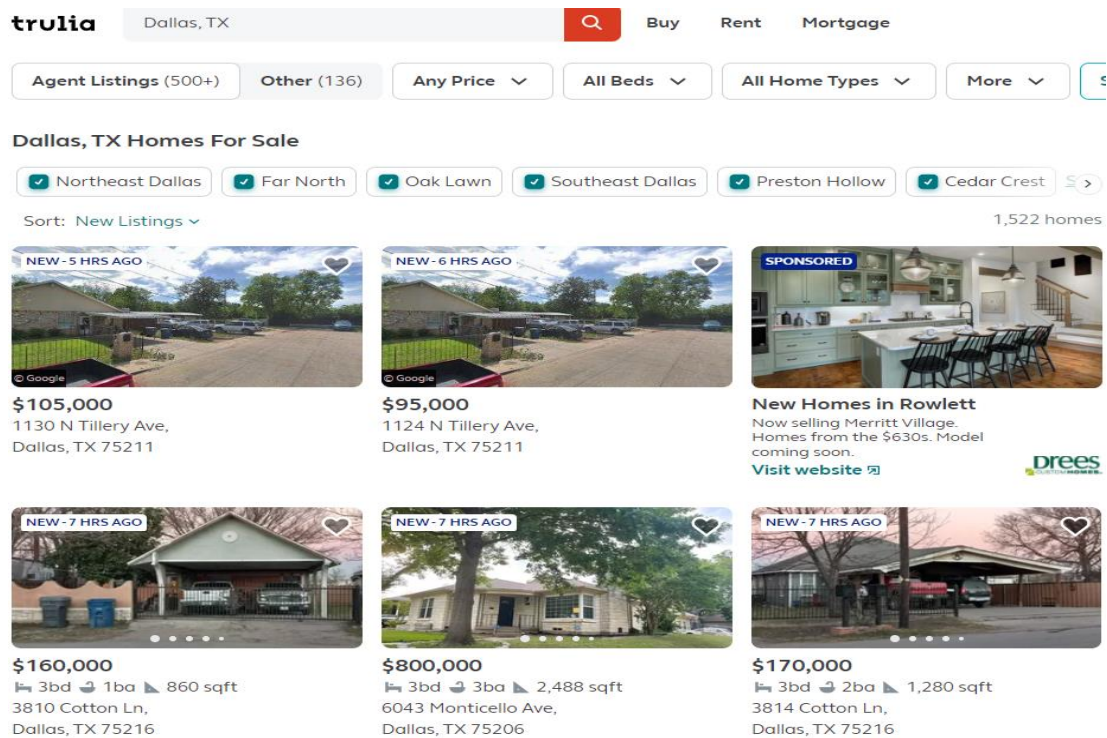 trulia
Dallas, TX
Buy Rent Mortgage
Agent Listings (500+) Other (136) Any Price All Beds All Home Types More
Dallas, TX Homes For Sale
Northeast Dallas Far North Oak Lawn Southeast Dallas Preston Hollow Cedar Crest
Sort: New Listings
1,522 homes
NEW - 5 HRS AGO
© Google
$105,000
1130 N Tillery Ave,
Dallas, TX 75211
NEW - 6 HRS AGO
© Google
$95,000
1124 N Tillery Ave,
Dallas, TX 75211
SPONSORED
New Homes in Rowlett
Now selling Merritt Village.
Homes from the $630s. Model
coming soon.
Visit website
Drees
CUSTOM HOMES
NEW - 7 HRS AGO
$160,000
3bd 1ba 860 sqft
3810 Cotton Ln,
Dallas, TX 75216
NEW - 7 HRS AGO
$800,000
3bd 3ba 2,488 sqft
6043 Monticello Ave,
Dallas, TX 75206
NEW - 7 HRS AGO
$170,000
3bd 2ba 1,280 sqft
3814 Cotton Ln,
Dallas, TX 75216